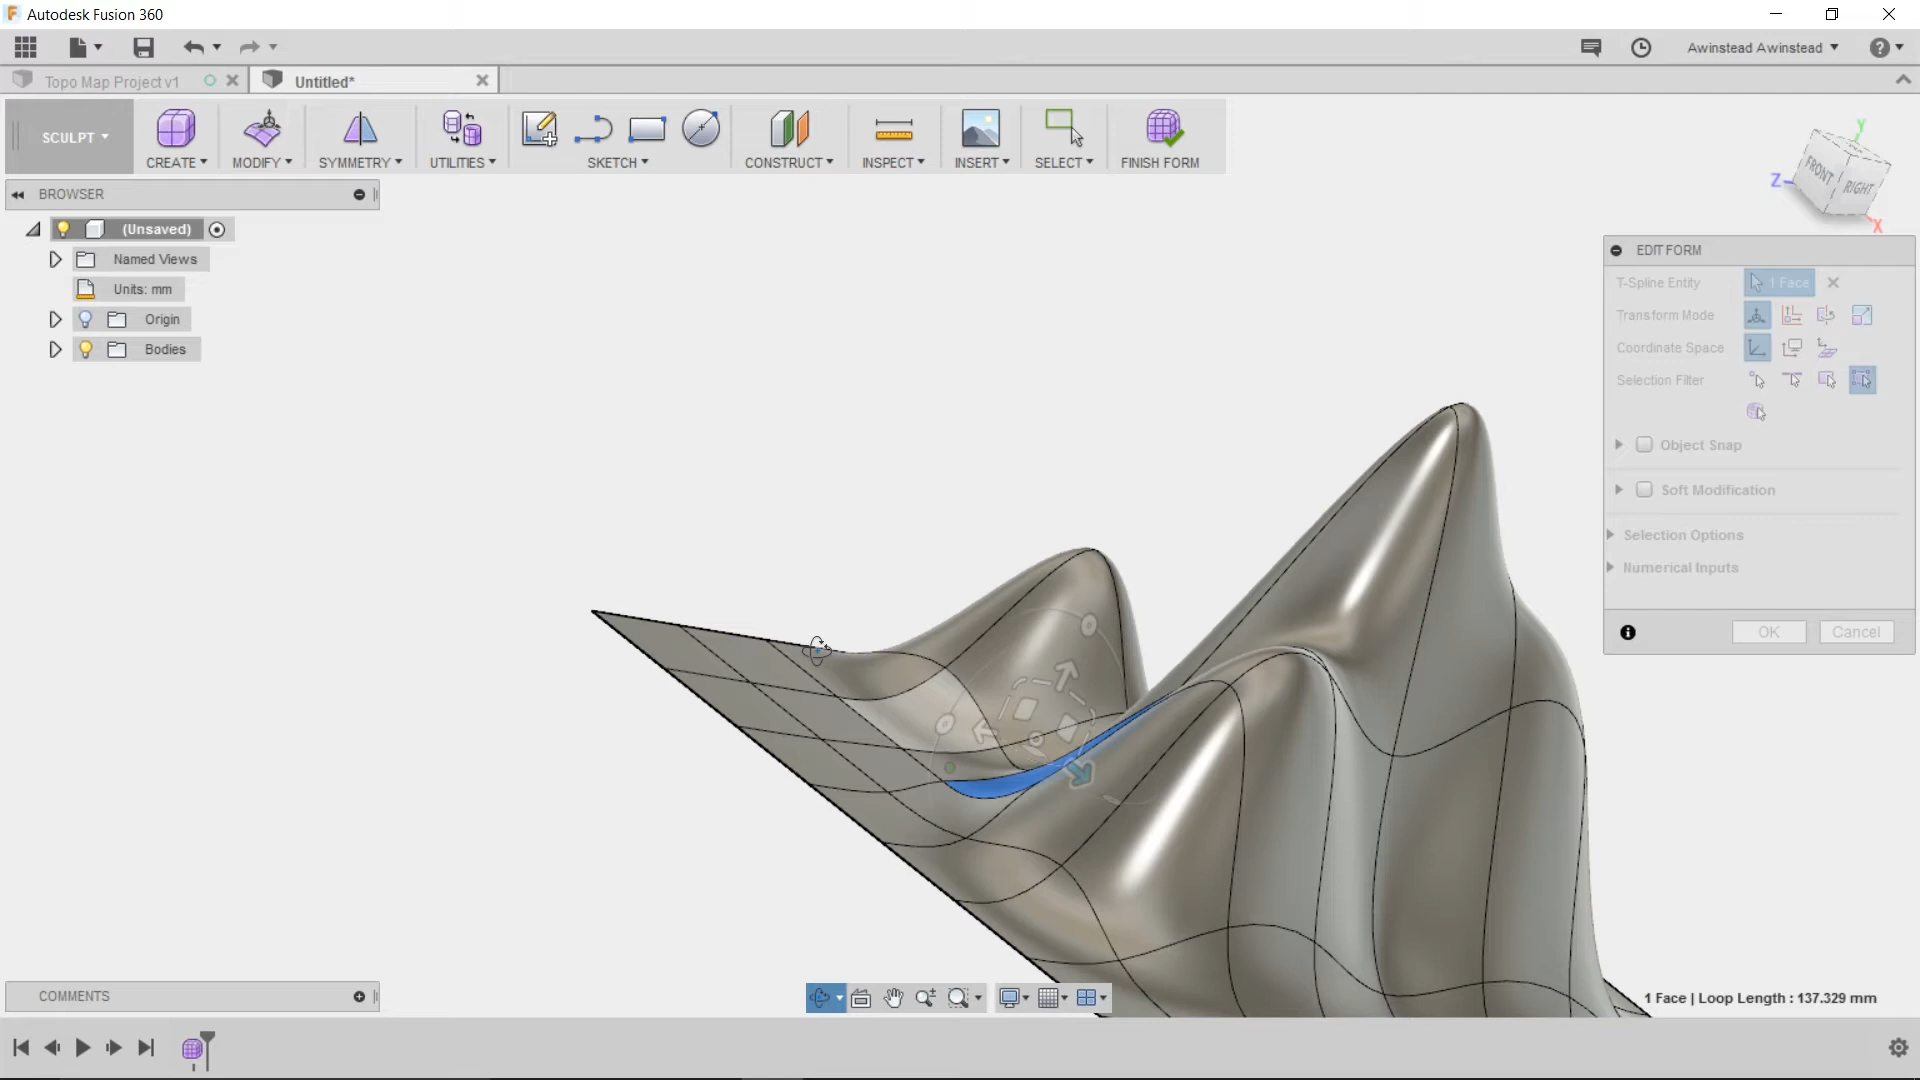 Autodesk Fusion 360
Awinstead Awinstead
Topo Map Project v1
Untitled*
SCULPT
CREATE
MODIFY
SYMMETRY
UTILITIES
SKETCH
CONSTRUCT
INSPECT
INSERT
SELECT
FINISH FORM
BROWSER
(Unsaved)
Named Views
Units: mm
Origin
Bodies
Y
Z
X
FRONT
RIGHT
EDIT FORM
T-Spline Entity
1 Face
Transform Mode
Coordinate Space
Selection Filter
Object Snap
Soft Modification
Selection Options
Numerical Inputs
OK
Cancel
COMMENTS
1 Face | Loop Length : 137.329 mm